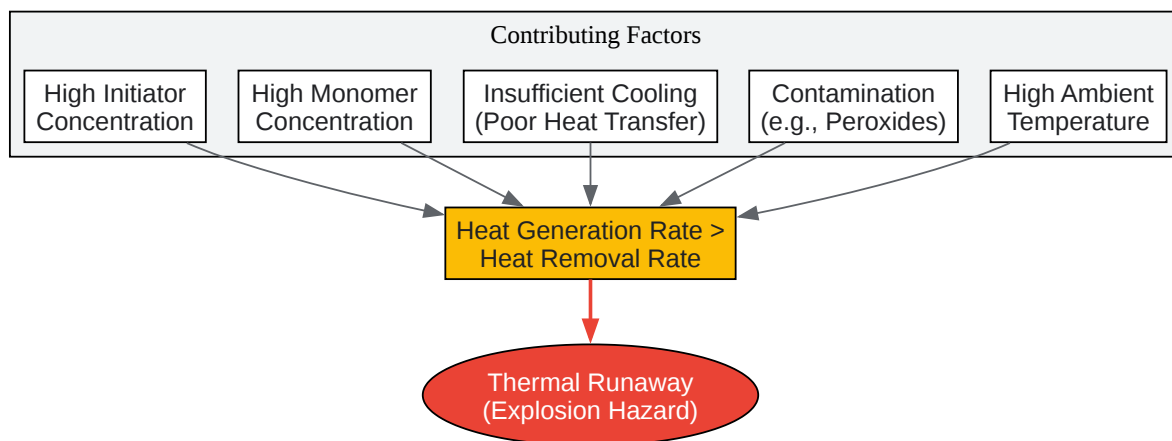 Contributing Factors
High Initiator
Concentration
High Monomer
Concentration
Insufficient Cooling
(Poor Heat Transfer)
Contamination
(e.g., Peroxides)
High Ambient
Temperature
Heat Generation Rate >
Heat Removal Rate
Thermal Runaway
(Explosion Hazard)